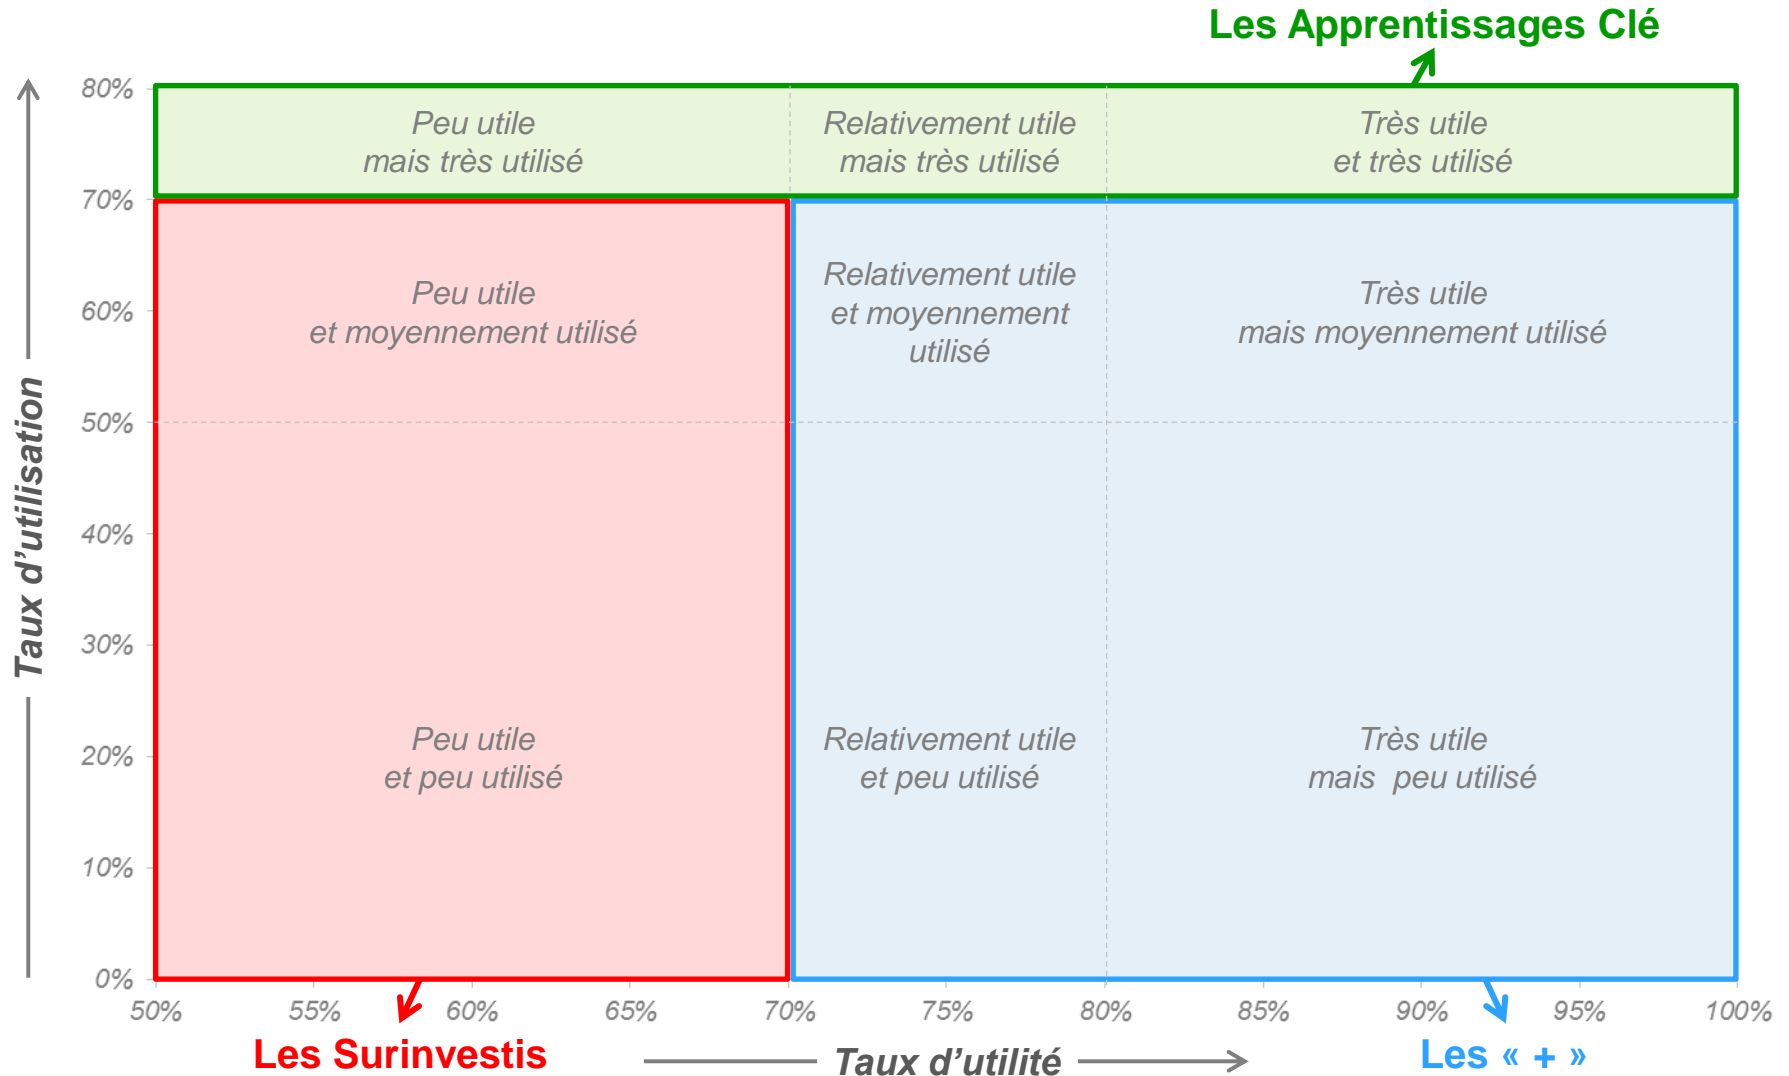 Les Apprentissages Clé
80%
Peu utile
mais très utilisé
Relativement utile
mais très utilisé
Très utile
et très utilisé
70%
Peu utile
et moyennement utilisé
Relativement utile
et moyennement
utilisé
Très utile
mais moyennement utilisé
60%
50%
Taux d'utilisation
40%
30%
Peu utile
et peu utilisé
Relativement utile
et peu utilisé
Très utile
mais peu utilisé
20%
10%
0%
50%
55%
60%
65%
70%
75%
80%
85%
90%
95%
100%
Les Surinvestis
Taux d’utilité
Les « + »